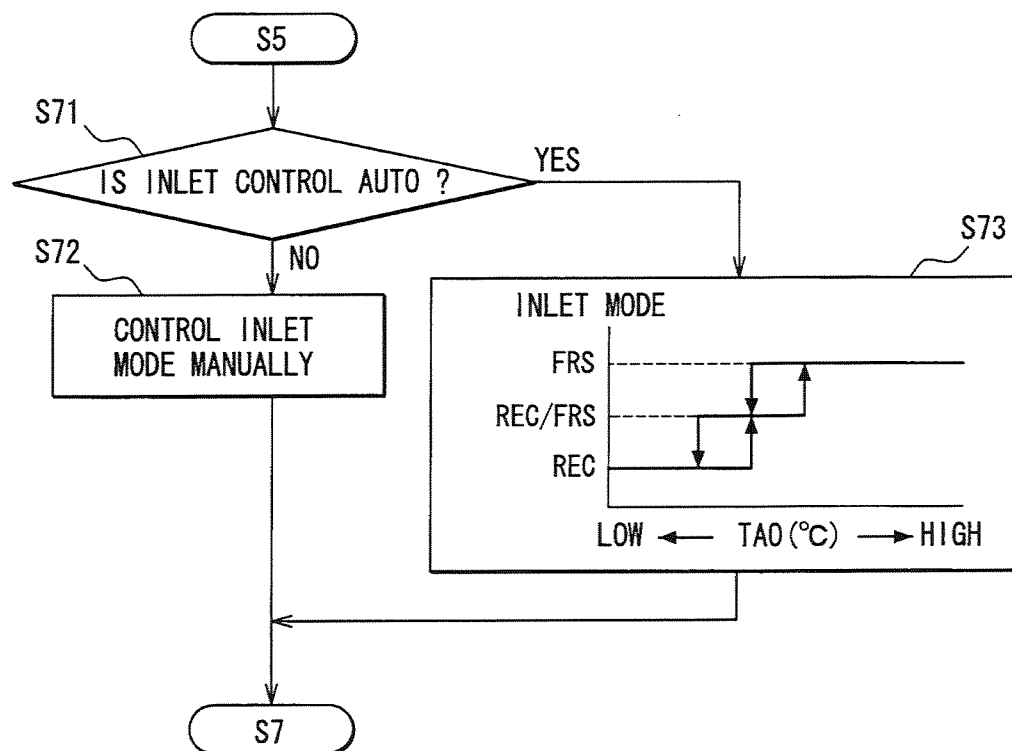 S5
S71
IS INLET CONTROL AUTO ?
YES
NO
S72
CONTROL INLET
MODE MANUALLY
S73
INLET MODE
FRS
REC/FRS
REC
LOW TAO(°C) HIGH
S7